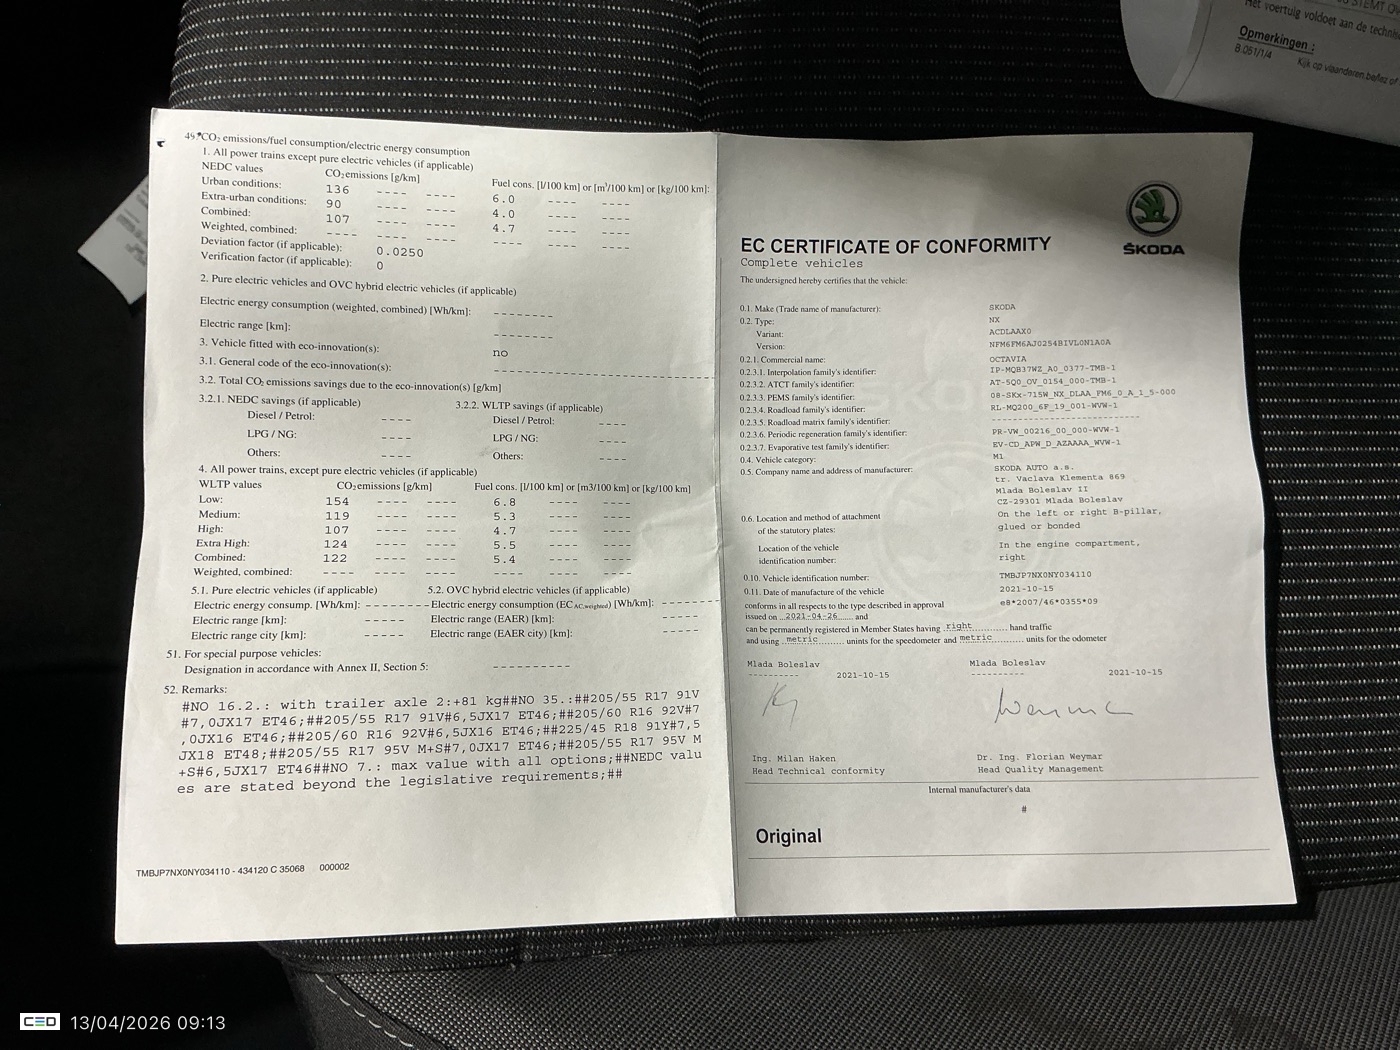 49. CO2 emissions/fuel consumption/electric energy consumption
1. All power trains except pure electric vehicles (if applicable)
NEDC values CO2 emissions [g/km] Fuel cons. [l/100 km] or [m³/100 km] or [kg/100 km]:
Urban conditions: 136 ---- ---- 6.0 ---- ----
Extra-urban conditions: 90 ---- ---- 4.0 ---- ----
Combined: 107 ---- ---- 4.7 ---- ----
Weighted, combined: ---- ---- ---- ---- ---- ----
Deviation factor (if applicable): 0.0250
Verification factor (if applicable): 0
2. Pure electric vehicles and OVC hybrid electric vehicles (if applicable)
Electric energy consumption (weighted, combined) [Wh/km]: --------
Electric range [km]: --------
3. Vehicle fitted with eco-innovation(s): no
3.1. General code of the eco-innovation(s): ------------------------------
3.2. Total CO2 emissions savings due to the eco-innovation(s) [g/km]
3.2.1. NEDC savings (if applicable) 3.2.2. WLTP savings (if applicable)
Diesel / Petrol: ---- Diesel / Petrol: ----
LPG / NG: ---- LPG / NG: ----
Others: ---- Others: ----
4. All power trains, except pure electric vehicles (if applicable)
WLTP values CO2 emissions [g/km] Fuel cons. [l/100 km] or [m3/100 km] or [kg/100 km]
Low: 154 ---- ---- 6.8 ---- ----
Medium: 119 ---- ---- 5.3 ---- ----
High: 107 ---- ---- 4.7 ---- ----
Extra High: 124 ---- ---- 5.5 ---- ----
Combined: 122 ---- ---- 5.4 ---- ----
Weighted, combined: ---- ---- ---- ---- ---- ----
5.1. Pure electric vehicles (if applicable) 5.2. OVC hybrid electric vehicles (if applicable)
Electric energy consump. [Wh/km]: -------- Electric energy consumption (EC AC,weighted) [Wh/km]: -------
Electric range [km]: ----- Electric range (EAER) [km]: -----
Electric range city [km]: ----- Electric range (EAER city) [km]: -----
51. For special purpose vehicles:
Designation in accordance with Annex II, Section 5: ----------
52. Remarks:
#NO 16.2.: with trailer axle 2:+81 kg##NO 35.:##205/55 R17 91V
#7,0JX17 ET46;##205/55 R17 91V#6,5JX17 ET46;##205/60 R16 92V#7
,0JX16 ET46;##205/60 R16 92V#6,5JX16 ET46;##225/45 R18 91Y#7,5
JX18 ET48;##205/55 R17 95V M+S#7,0JX17 ET46;##205/55 R17 95V M
+S#6,5JX17 ET46##NO 7.: max value with all options;##NEDC valu
es are stated beyond the legislative requirements;##
TMBJP7NX0NY034110 - 434120 C 35068 000002
ŠKODA
EC CERTIFICATE OF CONFORMITY
Complete vehicles
The undersigned hereby certifies that the vehicle:
0.1. Make (Trade name of manufacturer): SKODA
0.2. Type: NX
Variant: ACDLAAX0
Version: NFM6FM6AJ0254BIVL0N1A0A
0.2.1. Commercial name: OCTAVIA
0.2.3.1. Interpolation family's identifier: IP-MQB37WZ_A0_0377-TMB-1
0.2.3.2. ATCT family's identifier: AT-5Q0_OV_0154_000-TMB-1
0.2.3.3. PEMS family's identifier: 08-SKx-715W_NX_DLAA_FM6_0_A_1_5-000
0.2.3.4. Roadload family's identifier: RL-MQ200_6F_19_001-WVW-1
0.2.3.5. Roadload matrix family's identifier: ------------------------
0.2.3.6. Periodic regeneration family's identifier: PR-VW_00216_00_000-WVW-1
0.2.3.7. Evaporative test family's identifier: EV-CD_APW_D_AZAAAA_WVW-1
0.4. Vehicle category: M1
0.5. Company name and address of manufacturer: SKODA AUTO a.s.
tr. Vaclava Klementa 869
Mlada Boleslav II
CZ-29301 Mlada Boleslav
0.6. Location and method of attachment On the left or right B-pillar,
of the statutory plates: glued or bonded
Location of the vehicle In the engine compartment,
identification number: right
0.10. Vehicle identification number: TMBJP7NX0NY034110
0.11. Date of manufacture of the vehicle 2021-10-15
conforms in all respects to the type described in approval e8*2007/46*0355*09
issued on 2021-04-26 and
can be permanently registered in Member States having right hand traffic
and using metric unints for the speedometer and metric units for the odometer
Mlada Boleslav Mlada Boleslav
---------- 2021-10-15 ---------- 2021-10-15
Ing. Milan Haken Dr. Ing. Florian Weymar
Head Technical conformity Head Quality Management
Internal manufacturer's data
#
Original
Het voertuig voldoet aan de
Opmerkingen :
B.051/1/4 Kijk op
CED 13/04/2026 09:13